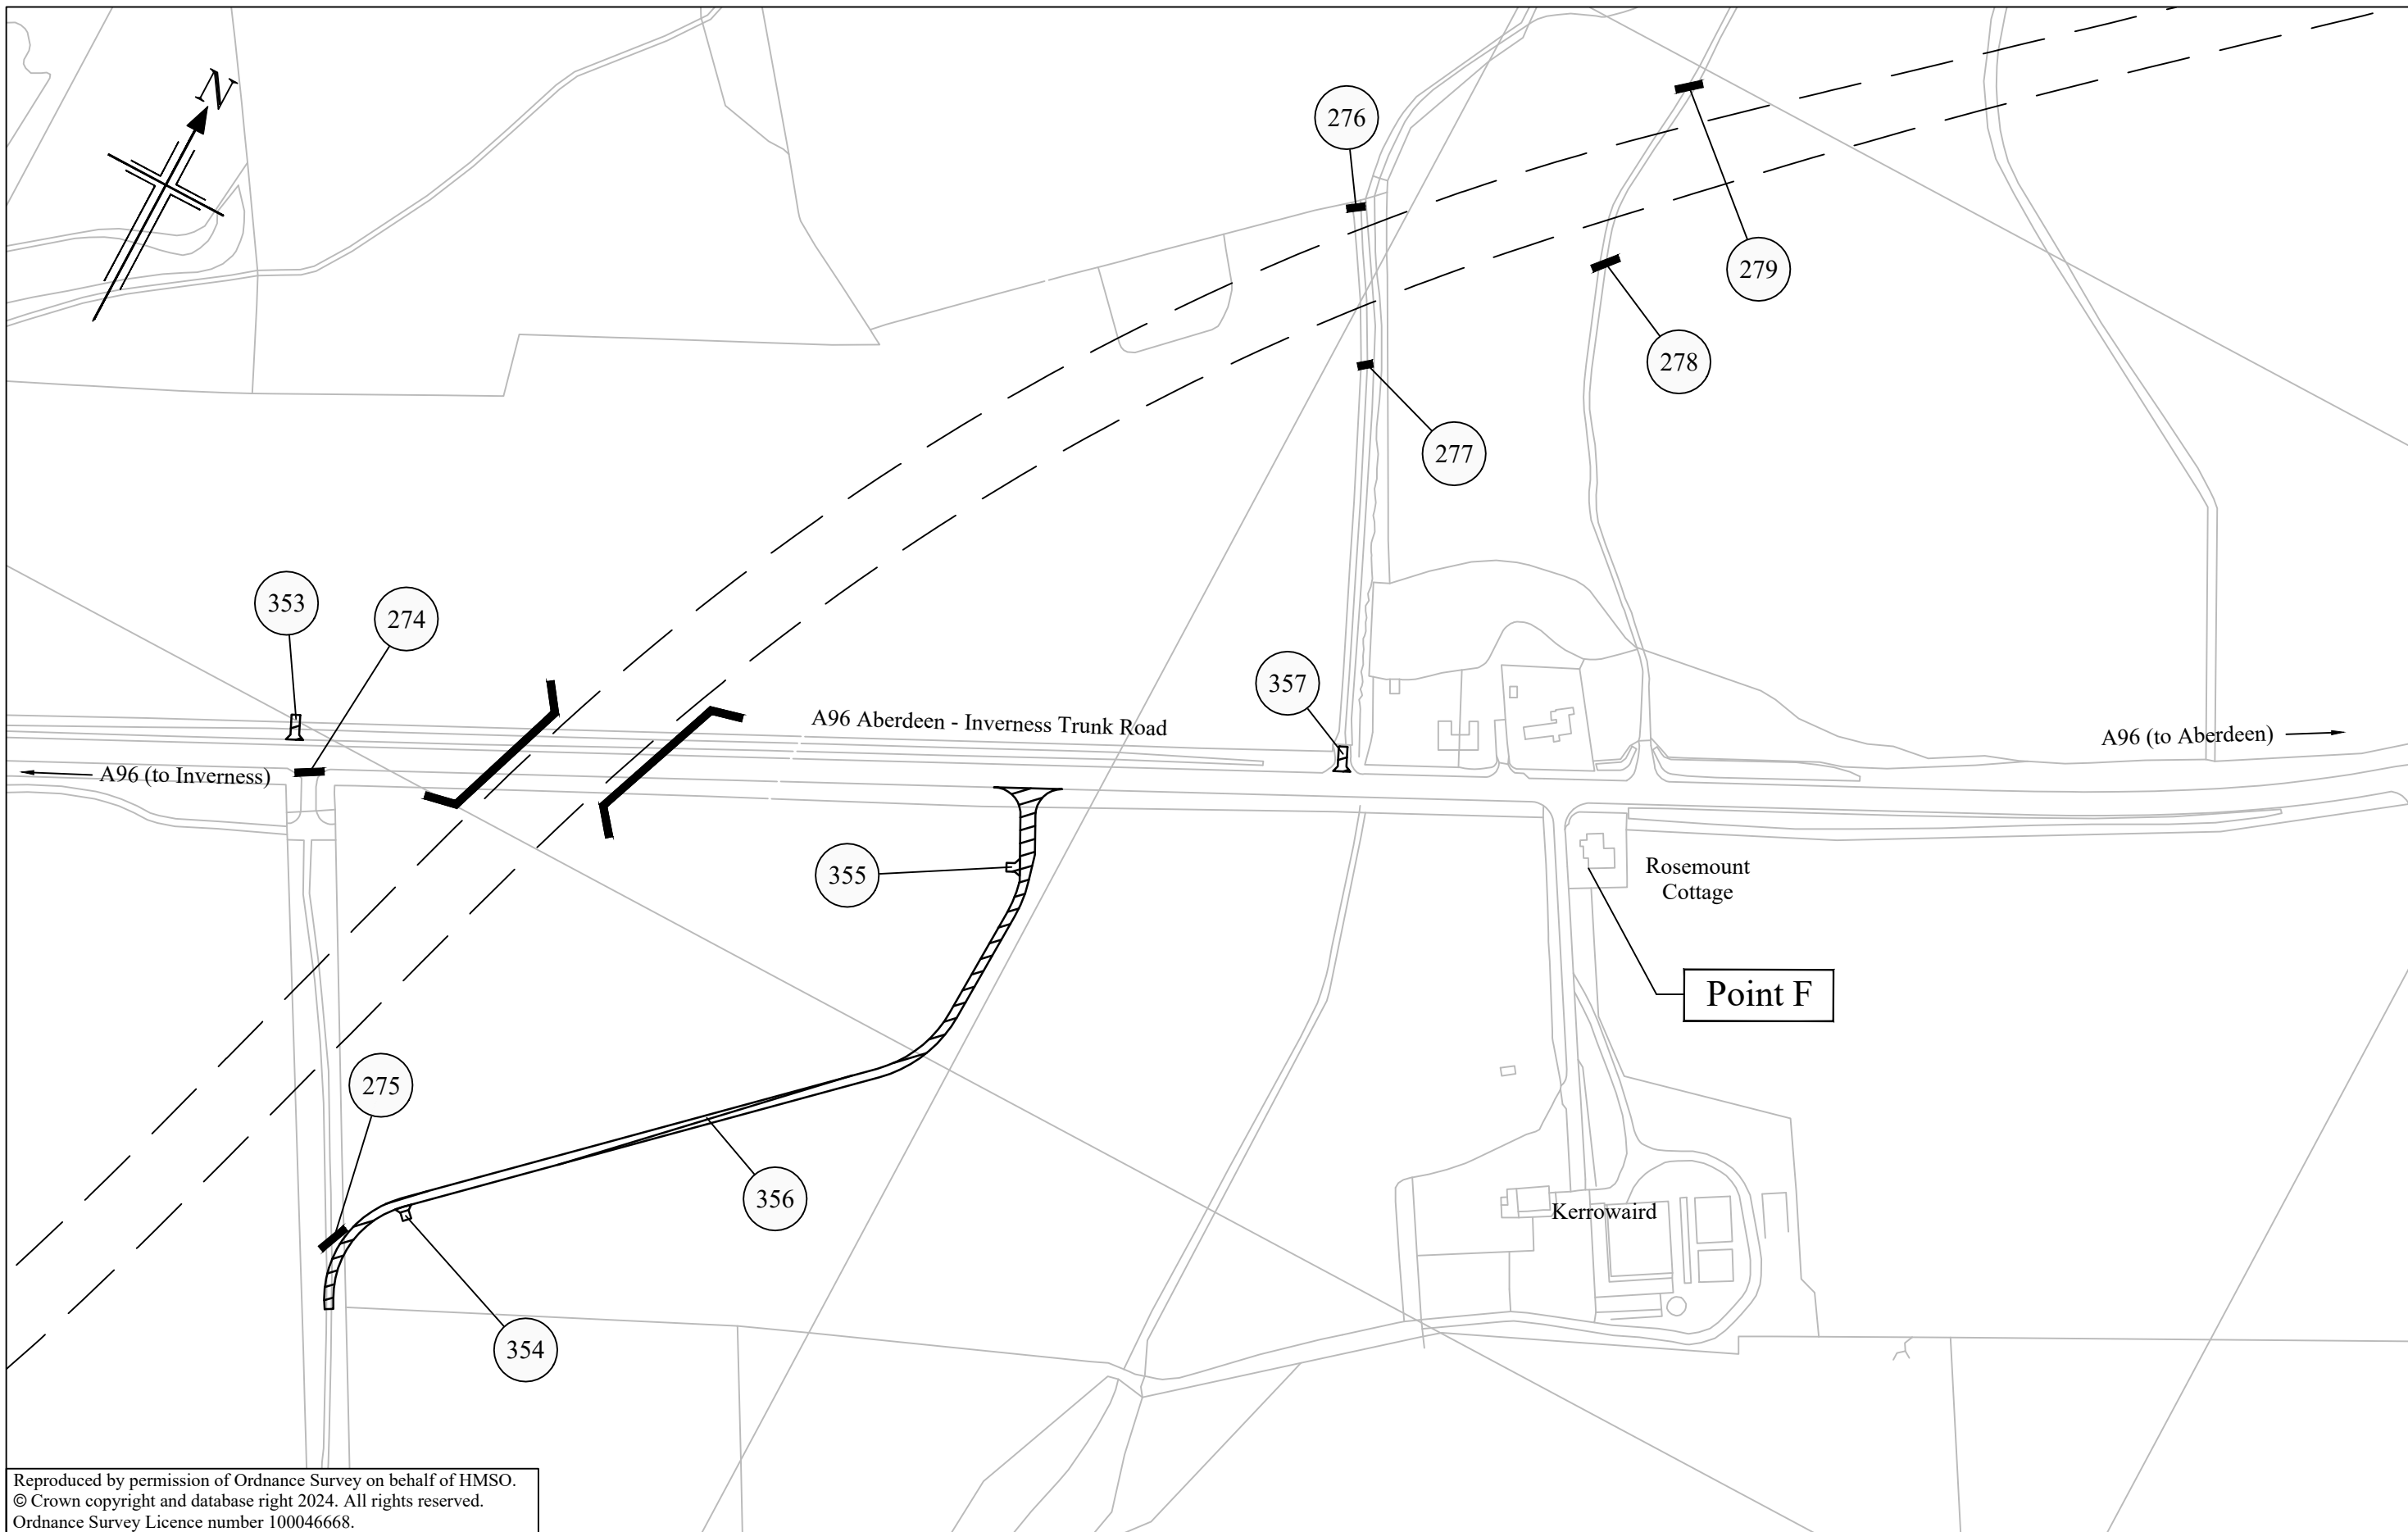 N
276
279
278
277
353
274
357
A96 Aberdeen - Inverness Trunk Road
A96 (to Aberdeen)
A96 (to Inverness)
355
Rosemount
Cottage
Point F
275
356
Kerrowaird
354
Reproduced by permission of Ordnance Survey on behalf of HMSO.
© Crown copyright and database right 2024. All rights reserved.
Ordnance Survey Licence number 100046668.